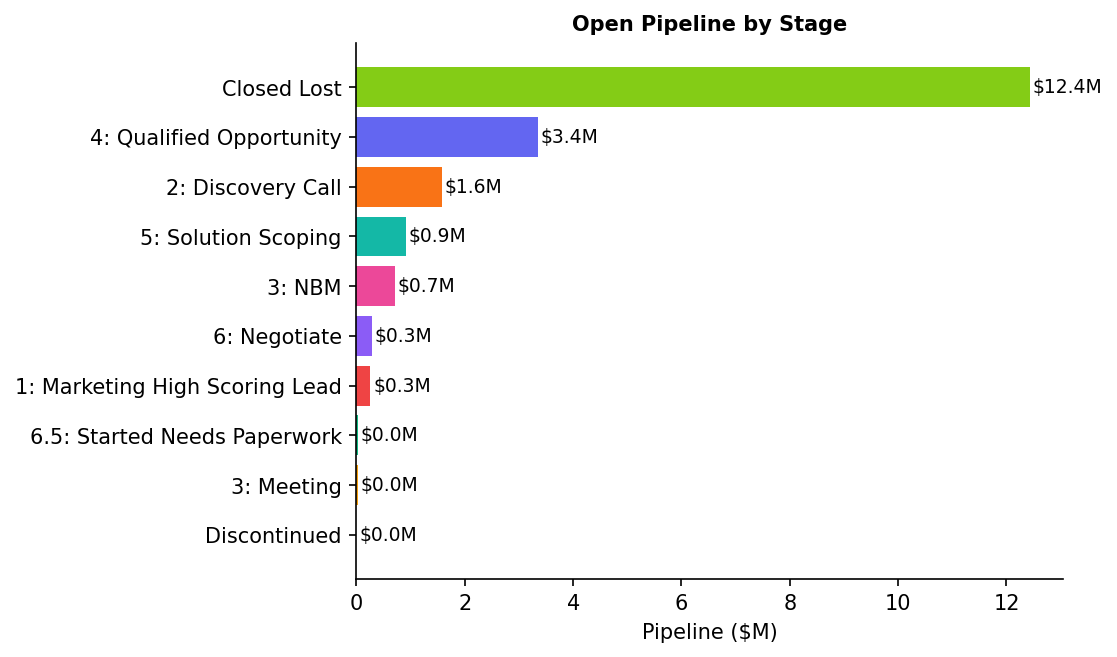 Open Pipeline by Stage
Closed Lost
$12.4M
4: Qualified Opportunity
$3.4M
2: Discovery Call
$1.6M
5: Solution Scoping
$0.9M
3: NBM
$0.7M
6: Negotiate
$0.3M
1: Marketing High Scoring Lead
$0.3M
6.5: Started Needs Paperwork
$0.0M
3: Meeting
$0.0M
Discontinued
$0.0M
0 2 4 6 8 10 12
Pipeline ($M)